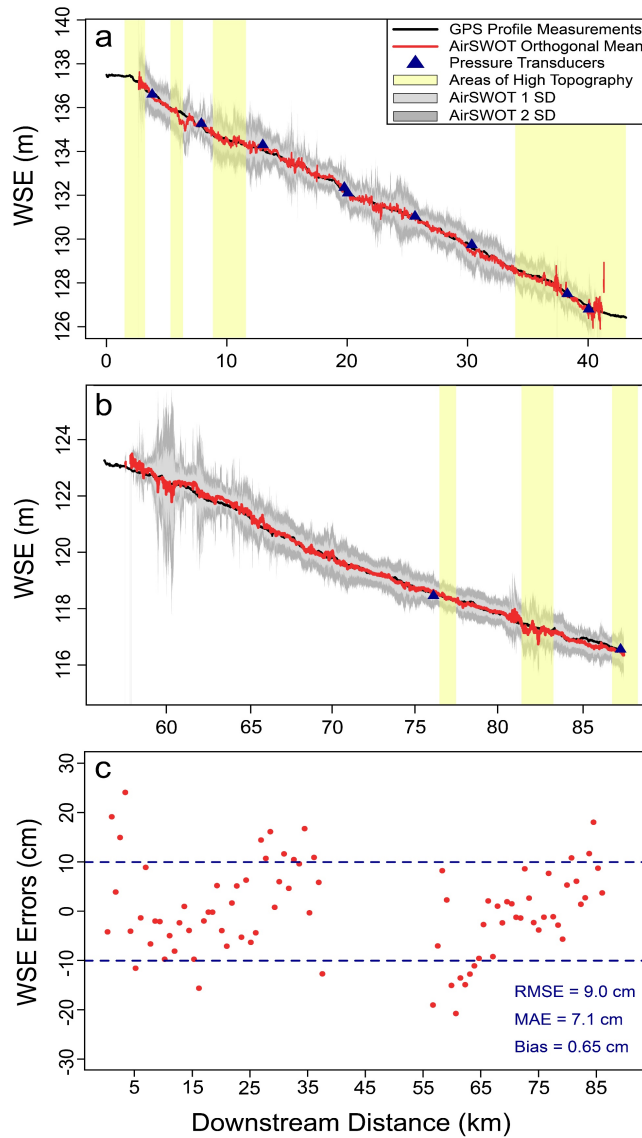 a
GPS Profile Measurements
AirSWOT Orthogonal Mean
Pressure Transducers
Areas of High Topography
AirSWOT 1 SD
AirSWOT 2 SD
WSE (m)
140
138
136
134
132
130
128
126
0 10 20 30 40
b
WSE (m)
124
122
120
118
116
60 65 70 75 80 85
c
WSE Errors (cm)
30
20
10
0
-10
-20
-30
RMSE = 9.0 cm
MAE = 7.1 cm
Bias = 0.65 cm
5 15 25 35 45 55 65 75 85
Downstream Distance (km)